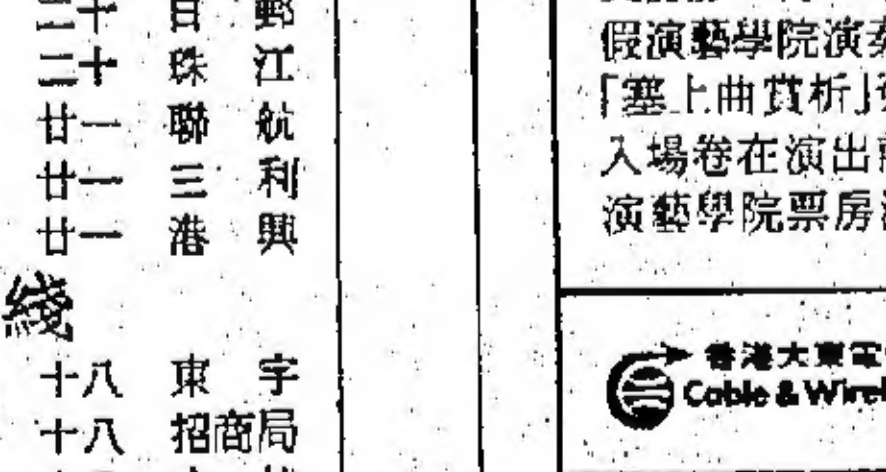 二十 日 郵
二十 珠 江
廿一 聯 航
廿一 三 利
廿一 港 興
綫
十八 東 宇
十八 招商局
假演藝學院演奏
「塞上曲賞析」
入場卷在演出
演藝學院票房
香港大東電
Cable & Wirel